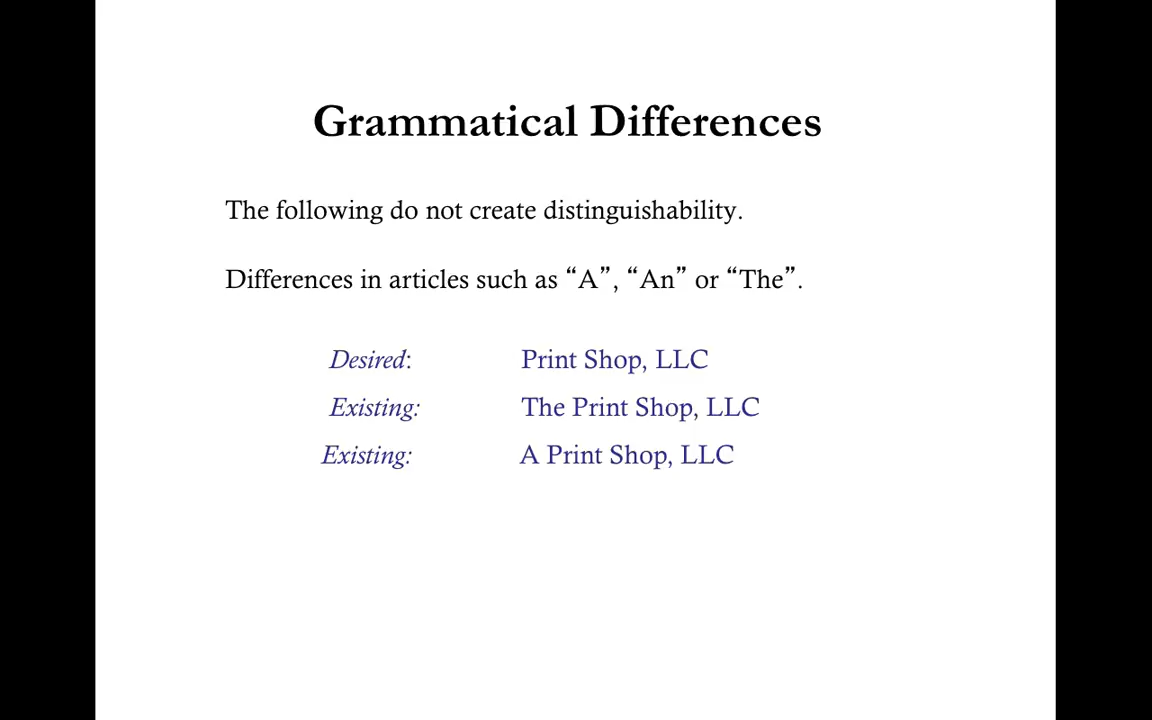 Grammatical Differences
The following do not create distinguishability.
Differences in articles such as “A”, “An” or “The”.
Desired: Print Shop, LLC
Existing: The Print Shop, LLC
Existing: A Print Shop, LLC